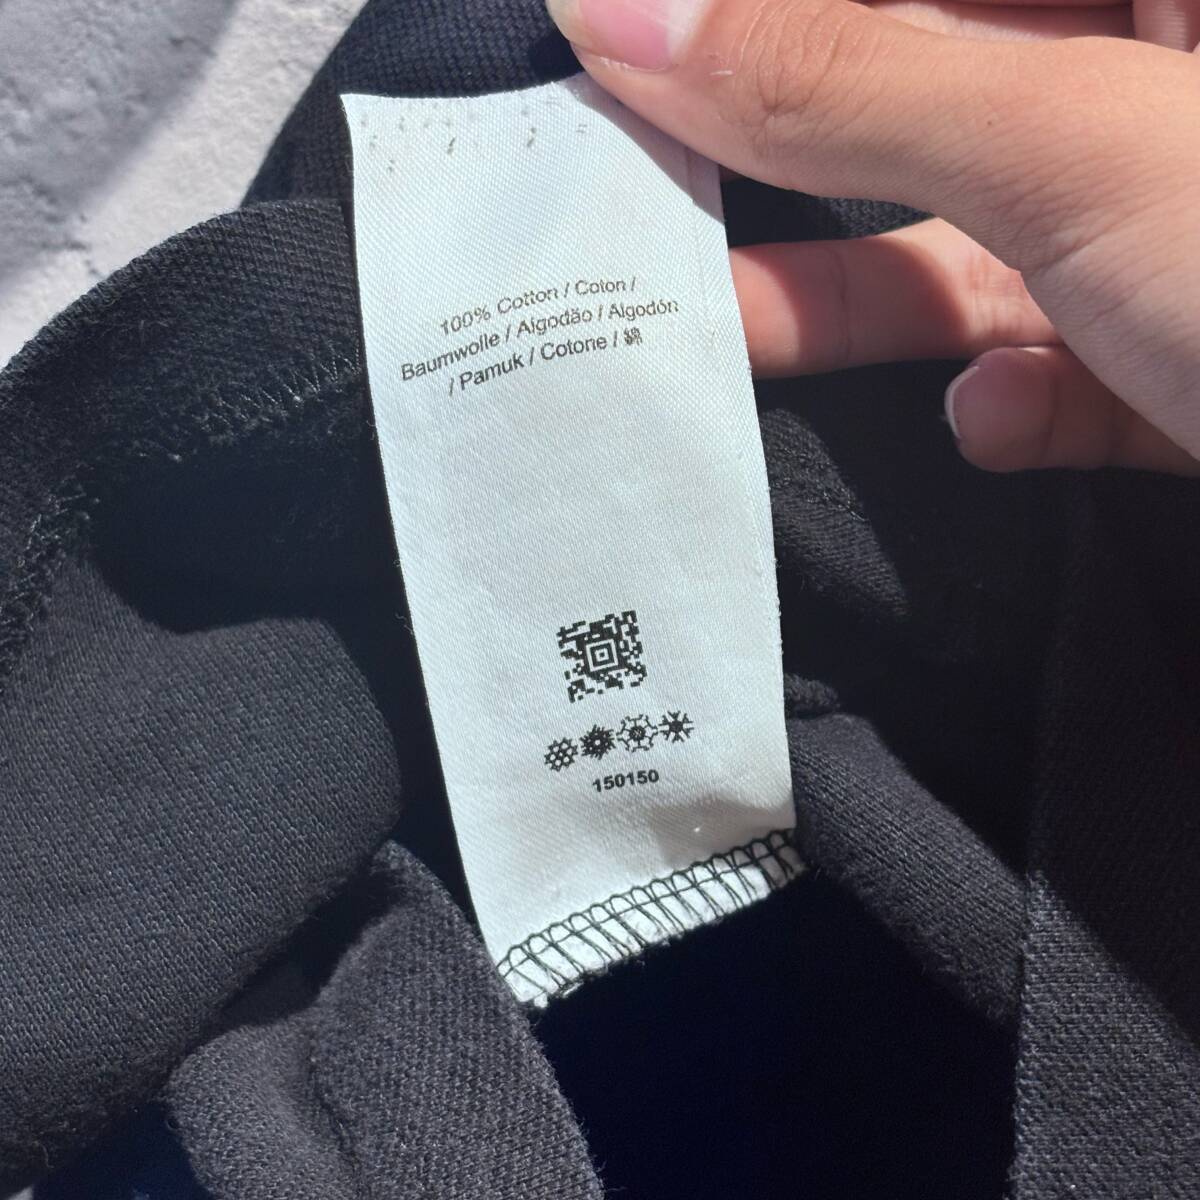 100% Cotton / Coton /
Baumwolle / Algodão / Algodón
/ Pamuk / Cotone / 綿
150150